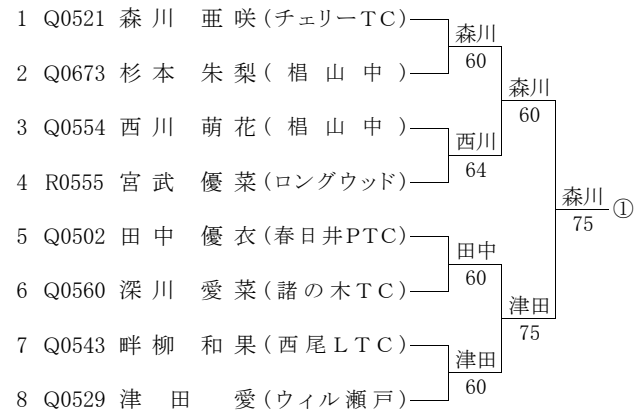 1 Q0521 森川 亜咲(チェリーTC)
森川
60
2 Q0673 杉本 朱梨(椙山中)
森川
60
3 Q0554 西川 萌花(椙山中)
西川
64
4 R0555 宮武 優菜(ロングウッド)
森川
75
①
5 Q0502 田中 優衣(春日井PTC)
田中
60
6 Q0560 深川 愛菜(諸の木TC)
津田
75
7 Q0543 畔柳 和果(西尾LTC)
津田
60
8 Q0529 津田 愛(ウィル瀬戸)